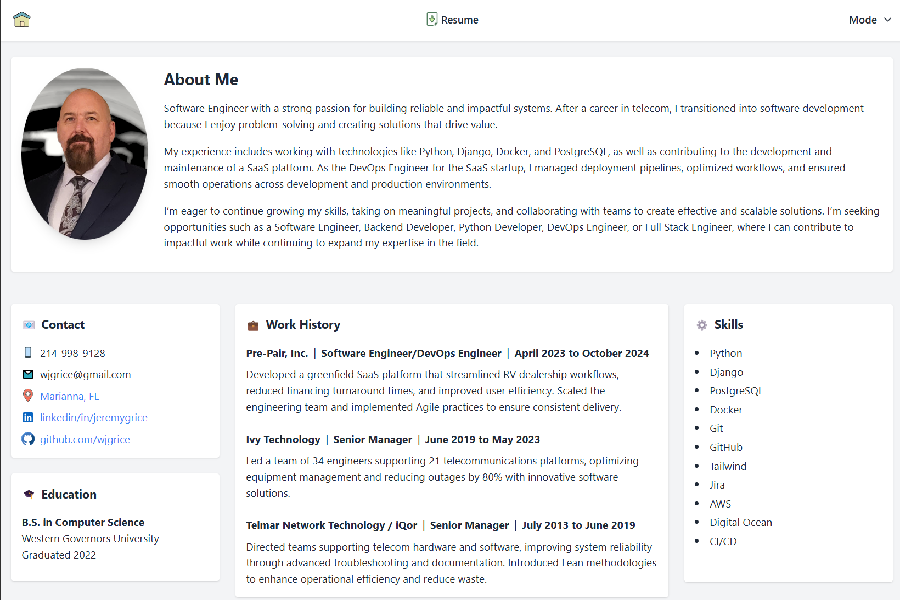 Resume
Mode
About Me
Software Engineer with a strong passion for building reliable and impactful systems. After a career in telecom, I transitioned into software development
because I enjoy problem-solving and creating solutions that drive value.
My experience includes working with technologies like Python, Django, Docker, and PostgreSQL, as well as contributing to the development and
maintenance of a SaaS platform. As the DevOps Engineer for the SaaS startup, I managed deployment pipelines, optimized workflows, and ensured
smooth operations across development and production environments.
I'm eager to continue growing my skills, taking on meaningful projects, and collaborating with teams to create effective and scalable solutions. I'm seeking
opportunities such as a Software Engineer, Backend Developer, Python Developer, DevOps Engineer, or Full Stack Engineer, where I can contribute to
impactful work while continuing to expand my expertise in the field.
Contact
214-998-9128
wjgrice@gmail.com
Marianna, FL
linkedin/in/jeremygrice
github.com/wjgrice
Education
B.S. in Computer Science
Western Governors University
Graduated 2022
Work History
Pre-Pair, Inc. | Software Engineer/DevOps Engineer | April 2023 to October 2024
Developed a greenfield SaaS platform that streamlined RV dealership workflows,
reduced financing turnaround times, and improved user efficiency. Scaled the
engineering team and implemented Agile practices to ensure consistent delivery.
Ivy Technology | Senior Manager | June 2019 to May 2023
Led a team of 34 engineers supporting 21 telecommunications platforms, optimizing
equipment management and reducing outages by 80% with innovative software
solutions.
Telmar Network Technology / iQor | Senior Manager | July 2013 to June 2019
Directed teams supporting telecom hardware and software, improving system reliability
through advanced troubleshooting and documentation. Introduced Lean methodologies
to enhance operational efficiency and reduce waste.
Skills
Python
Django
PostgreSQL
Docker
Git
GitHub
Tailwind
Jira
AWS
Digital Ocean
CI/CD